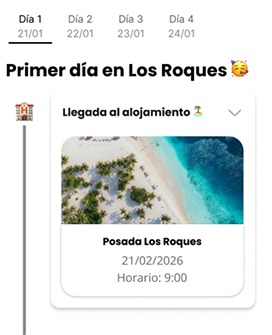 Día 1 Día 2 Día 3 Día 4
21/01 22/01 23/01 24/01
Primer día en Los Roques 🥳
Llegada al alojamiento 🏝️
Posada Los Roques
21/02/2026
Horario: 9:00